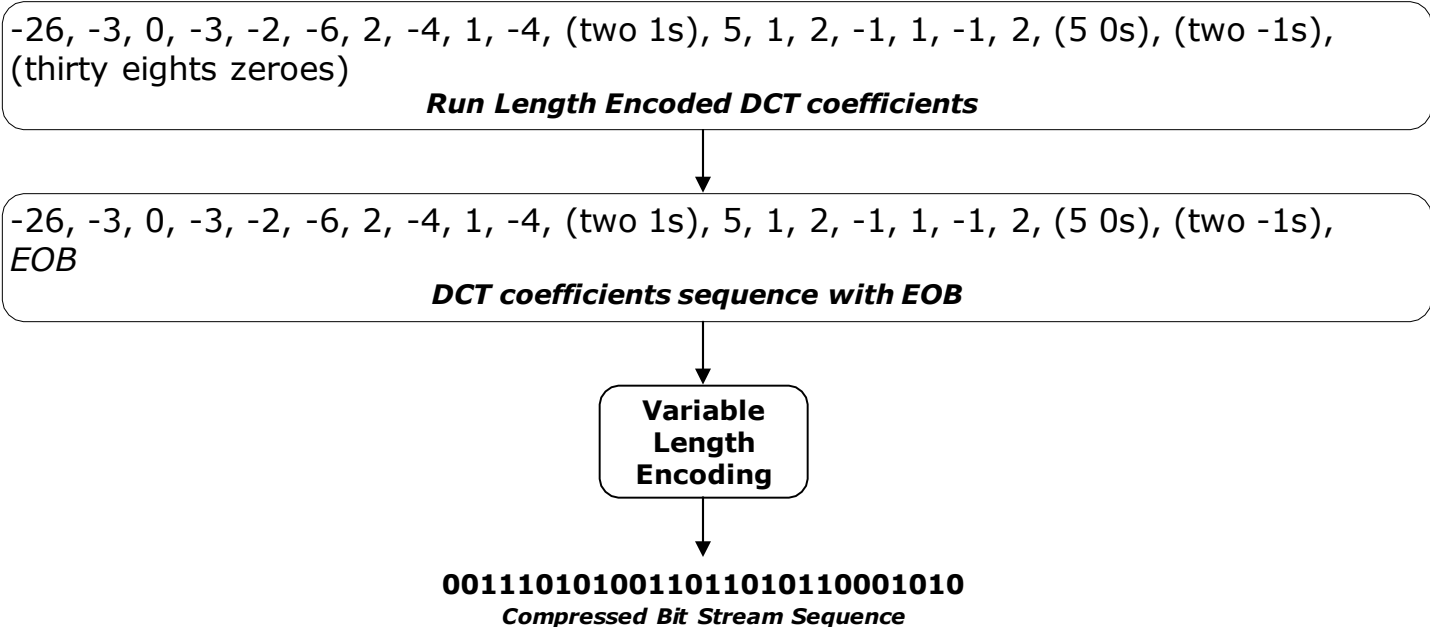 -26, -3, 0, -3, -2, -6, 2, -4, 1, -4, (two 1s), 5, 1, 2, -1, 1, -1, 2, (5 0s), (two -1s),
(thirty eights zeroes)
Run Length Encoded DCT coefficients
-26, -3, 0, -3, -2, -6, 2, -4, 1, -4, (two 1s), 5, 1, 2, -1, 1, -1, 2, (5 0s), (two -1s),
EOB
DCT coefficients sequence with EOB
Variable
Length
Encoding
0011101010011011010110001010
Compressed Bit Stream Sequence